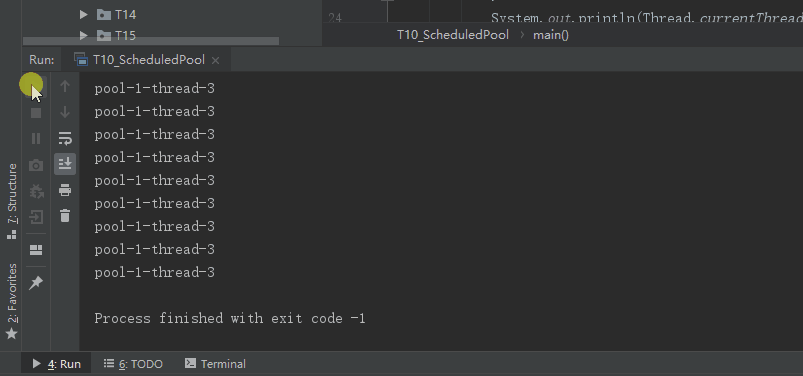 T14
T15
24
System.out.println(Thread.currentThread
T10_ScheduledPool
main()
Run:
T10_ScheduledPool
pool-1-thread-3
pool-1-thread-3
pool-1-thread-3
pool-1-thread-3
pool-1-thread-3
pool-1-thread-3
pool-1-thread-3
pool-1-thread-3
pool-1-thread-3
Process finished with exit code -1
7: Structure
2: Favorites
4: Run
6: TODO
Terminal